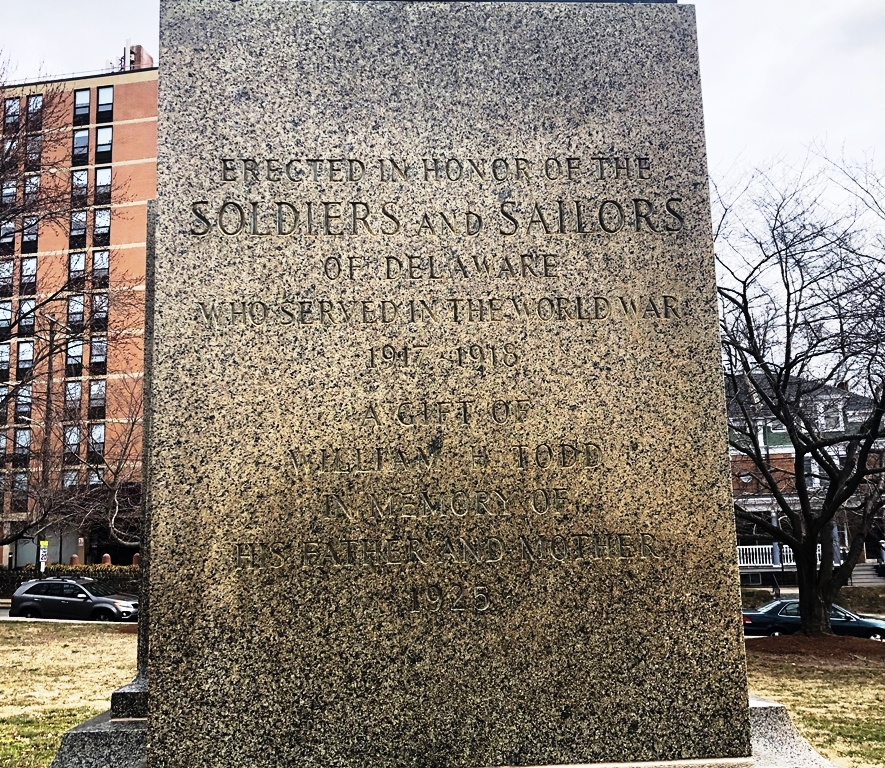 ERECTED IN HONOR OF THE
SOLDIERS AND SAILORS
OF DELAWARE
WHO SERVED IN THE WORLD WAR
1917 1918
A GIFT OF
WILLIAM H. TODD
IN MEMORY OF
HIS FATHER AND MOTHER
1925